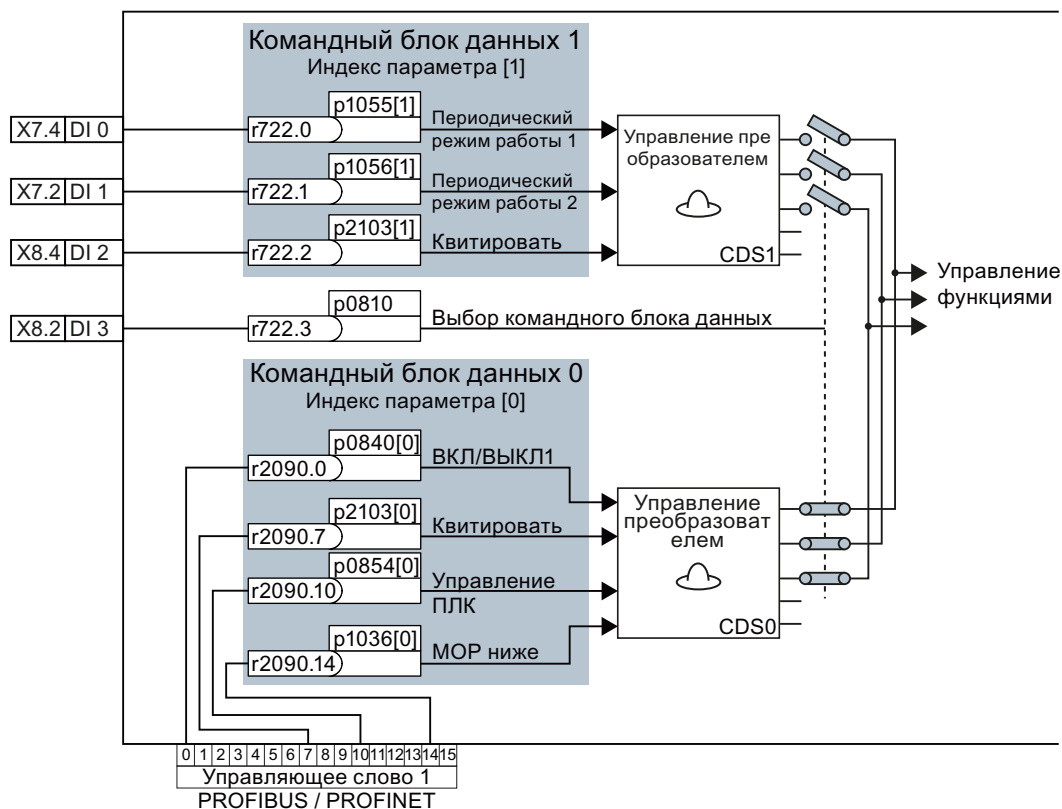 Командный блок данных 1
Индекс параметра [1]
X7.4 DI 0
r722.0
p1055[1]
Периодический
режим работы 1
X7.2 DI 1
r722.1
p1056[1]
Периодический
режим работы 2
X8.4 DI 2
r722.2
p2103[1]
Квитировать
Управление пре
образователем
CDS1
X8.2 DI 3
r722.3
p0810
Выбор командного блока данных
Управление
функциями
Командный блок данных 0
Индекс параметра [0]
p0840[0]
r2090.0
ВКЛ/ВЫКЛ1
p2103[0]
r2090.7
Квитировать
p0854[0]
r2090.10
Управление
ПЛК
p1036[0]
r2090.14
МОР ниже
Управление
преобразоват
елем
CDS0
0 1 2 3 4 5 6 7 8 9 10 11 12 13 14 15
Управляющее слово 1
PROFIBUS / PROFINET